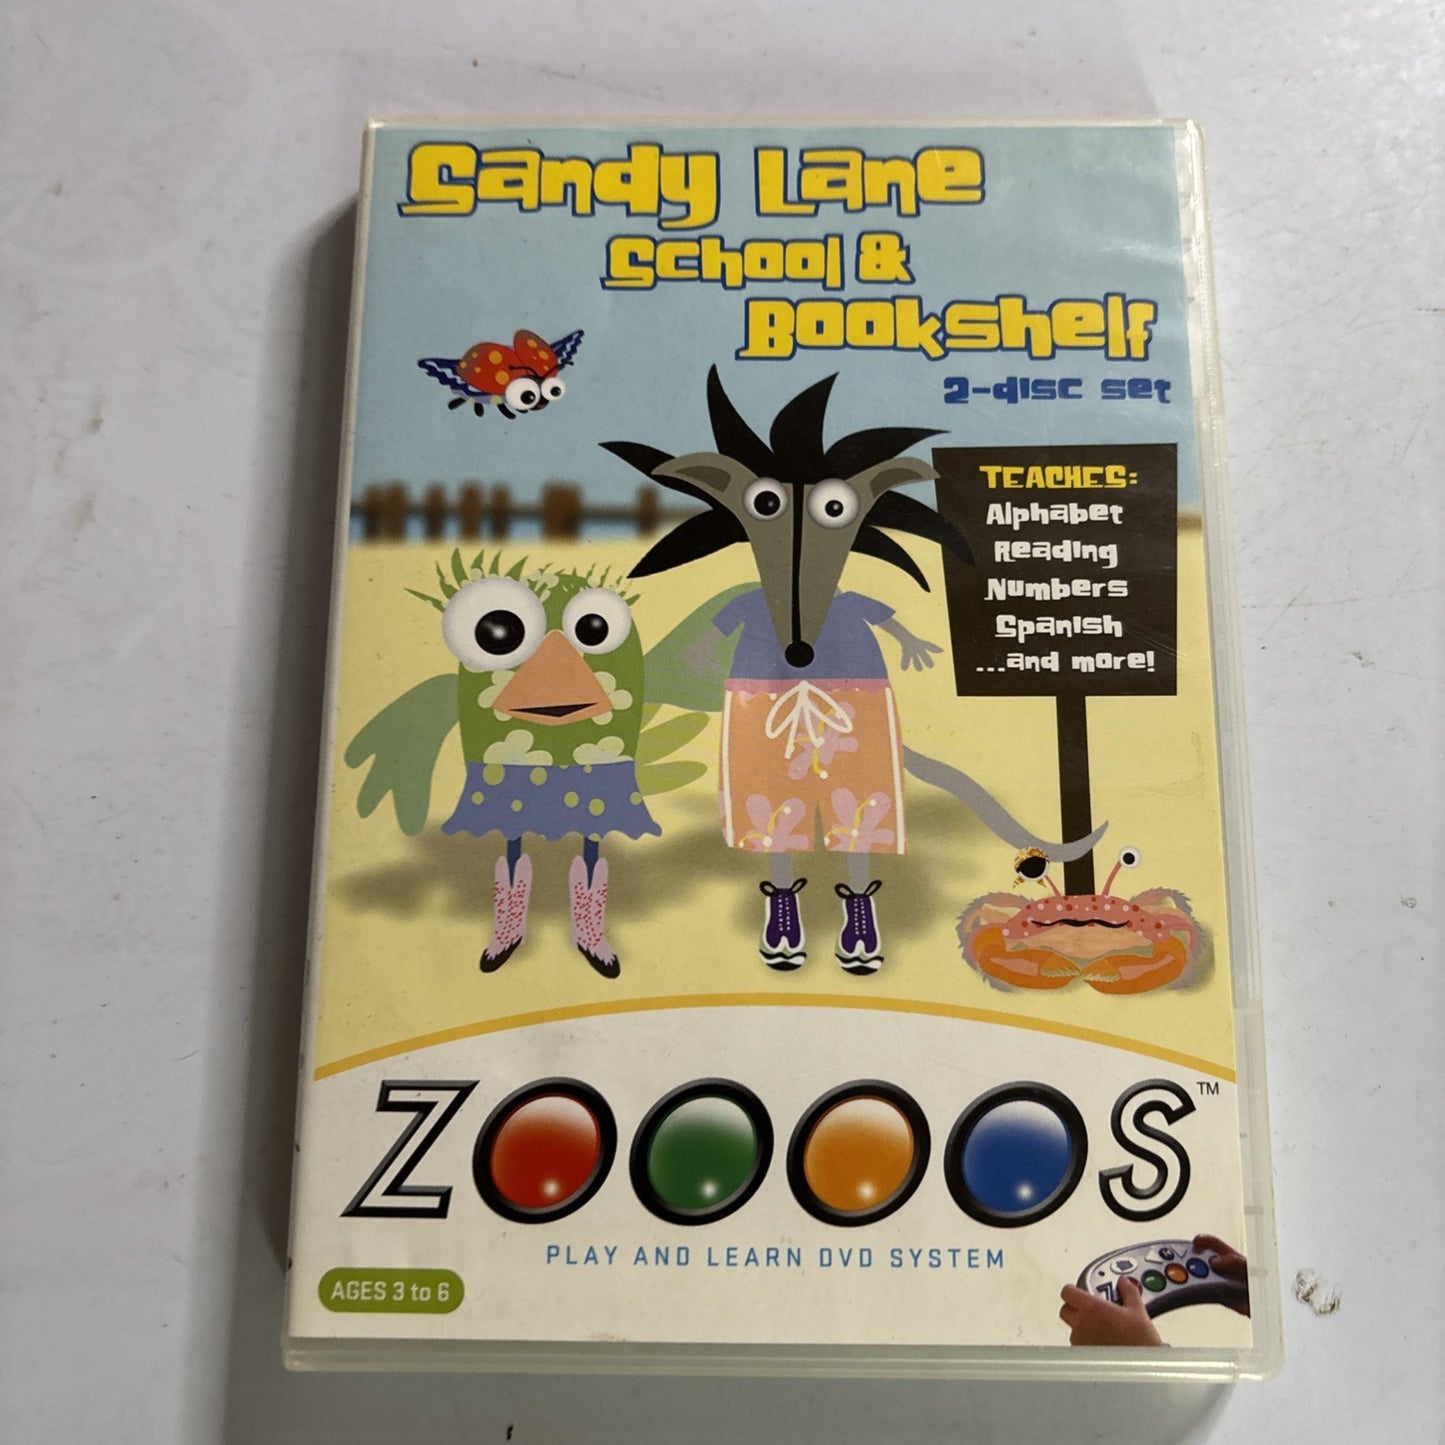 Sandy Lane
School &
Bookshelf
2-disc set
TEACHES:
Alphabet
Reading
Numbers
Spanish
...and more!
ZOOOOS™
PLAY AND LEARN DVD SYSTEM
AGES 3 to 6